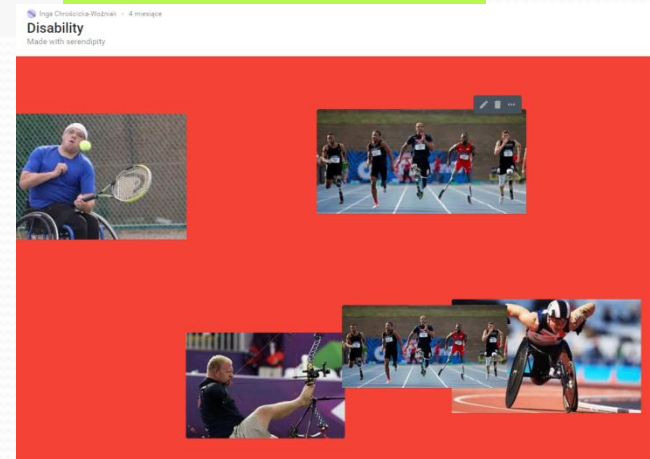 Inga Chrościcka-Woźniak • 4 miesiące
Disability
Made with serendipity